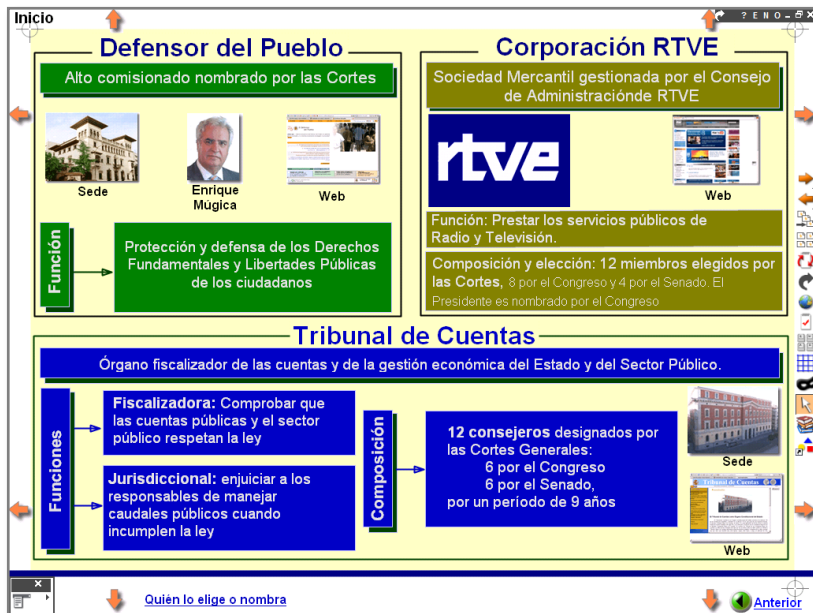 Inicio
? E N O
Defensor del Pueblo
Alto comisionado nombrado por las Cortes
Sede
Enrique
Múgica
Web
Función
Protección y defensa de los Derechos
Fundamentales y Libertades Públicas
de los ciudadanos
Corporación RTVE
Sociedad Mercantil gestionada por el Consejo
de Administraciónde RTVE
rtve
Web
Función: Prestar los servicios públicos de
Radio y Televisión.
Composición y elección: 12 miembros elegidos por
las Cortes, 8 por el Congreso y 4 por el Senado. El
Presidente es nombrado por el Congreso
Tribunal de Cuentas
Órgano fiscalizador de las cuentas y de la gestión económica del Estado y del Sector Público.
Funciones
Fiscalizadora: Comprobar que
las cuentas públicas y el sector
público respetan la ley
Jurisdiccional: enjuiciar a los
responsables de manejar
caudales públicos cuando
incumplen la ley
Composición
12 consejeros designados por
las Cortes Generales:
6 por el Congreso
6 por el Senado,
por un período de 9 años
Sede
Tribunal de Cuentas
Web
Quién lo elige o nombra
Anterior